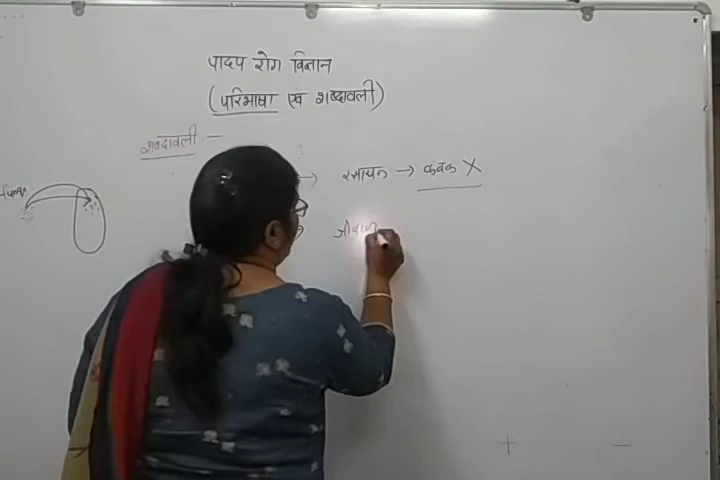 पादप रोग विज्ञान
(परिभाषा एवं शब्दावली)
शब्दावली –
→ रसायन → कवक X
जीवाणु
+ –